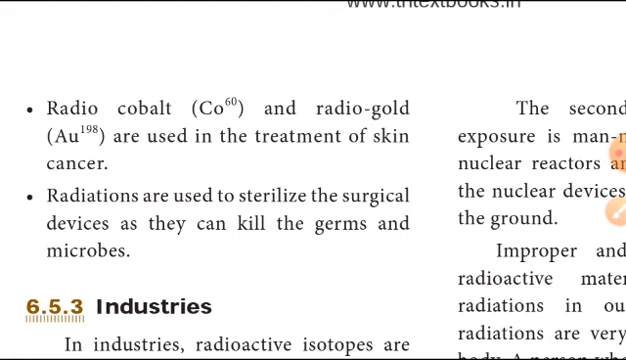 www.tntextbooks.in
• Radio cobalt (Co⁶⁰) and radio-gold
(Au¹⁹⁸) are used in the treatment of skin
cancer.
• Radiations are used to sterilize the surgical
devices as they can kill the germs and
microbes.
6.5.3 Industries
In industries, radioactive isotopes are
The second
exposure is
nuclear reactors
the nuclear devices
the ground.
Improper and
radioactive
radiations in
radiations are very